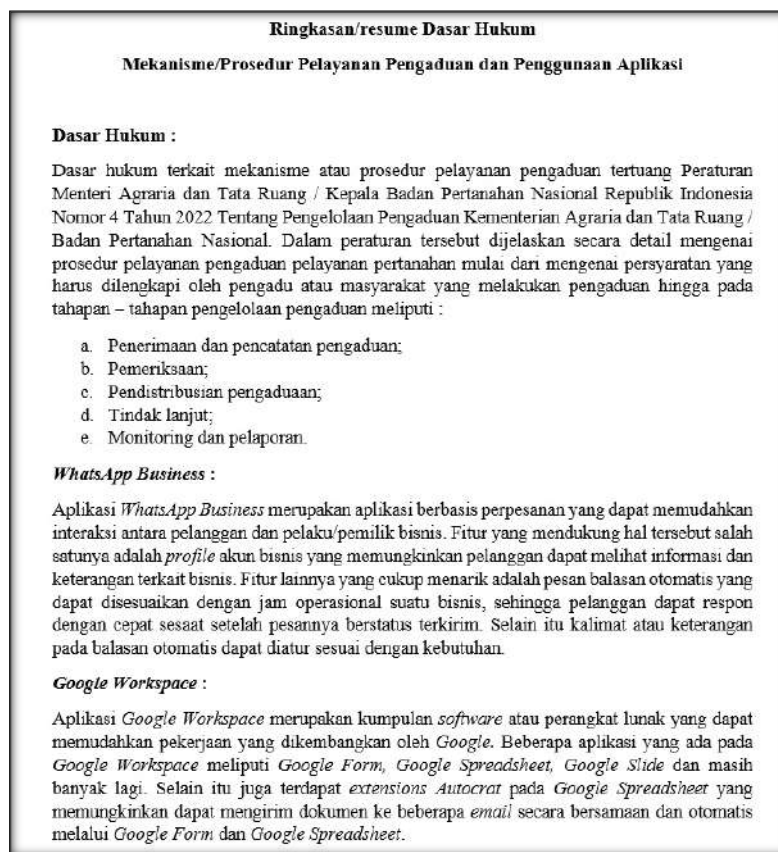 Ringkasan/resume Dasar Hukum
Mekanisme/Prosedur Pelayanan Pengaduan dan Penggunaan Aplikasi
Dasar Hukum :
Dasar hukum terkait mekanisme atau prosedur pelayanan pengaduan tertuang Peraturan
Menteri Agraria dan Tata Ruang / Kepala Badan Pertanahan Nasional Republik Indonesia
Nomor 4 Tahun 2022 Tentang Pengelolaan Pengaduan Kementerian Agraria dan Tata Ruang /
Badan Pertanahan Nasional. Dalam peraturan tersebut dijelaskan secara detail mengenai
prosedur pelayanan pengaduan pelayanan pertanahan mulai dari mengenai persyaratan yang
harus dilengkapi oleh pengadu atau masyarakat yang melakukan pengaduan hingga pada
tahapan – tahapan pengelolaan pengaduan meliputi :
a. Penerimaan dan pencatatan pengaduan;
b. Pemeriksaan;
c. Pendistribusian pengaduaan;
d. Tindak lanjut;
e. Monitoring dan pelaporan.
WhatsApp Business :
Aplikasi WhatsApp Business merupakan aplikasi berbasis perpesanan yang dapat memudahkan
interaksi antara pelanggan dan pelaku/pemilik bisnis. Fitur yang mendukung hal tersebut salah
satunya adalah profile akun bisnis yang memungkinkan pelanggan dapat melihat informasi dan
keterangan terkait bisnis. Fitur lainnya yang cukup menarik adalah pesan balasan otomatis yang
dapat disesuaikan dengan jam operasional suatu bisnis, sehingga pelanggan dapat respon
dengan cepat sesaat setelah pesannya berstatus terkirim. Selain itu kalimat atau keterangan
pada balasan otomatis dapat diatur sesuai dengan kebutuhan.
Google Workspace :
Aplikasi Google Workspace merupakan kumpulan software atau perangkat lunak yang dapat
memudahkan pekerjaan yang dikembangkan oleh Google. Beberapa aplikasi yang ada pada
Google Workspace meliputi Google Form, Google Spreadsheet, Google Slide dan masih
banyak lagi. Selain itu juga terdapat extensions Autocrat pada Google Spreadsheet yang
memungkinkan dapat mengirim dokumen ke beberapa email secara bersamaan dan otomatis
melalui Google Form dan Google Spreadsheet.